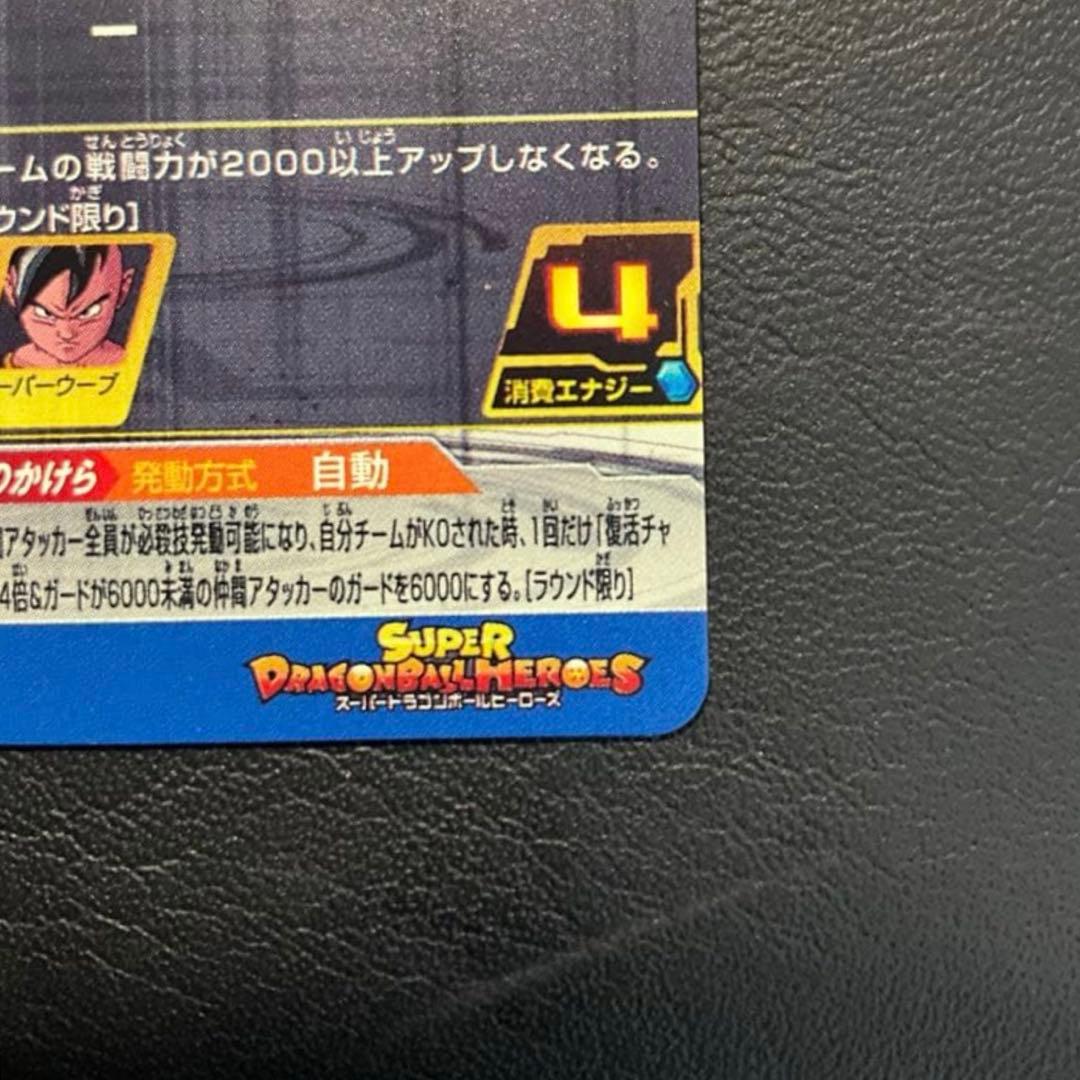 ームの戦闘力が2000以上アップしなくなる。
ウンド限り]
4
ーパーウーブ
消費エナジー
のかけら 発動方式 自動
アタッカー全員が必殺技発動可能になり、自分チームがKOされた時、1回だけ「復活チャ
4倍&ガードが6000未満の仲間アタッカーのガードを6000にする。[ラウンド限り]
SUPER
DRAGONBALL HEROES
スーパードラゴンボールヒーローズ